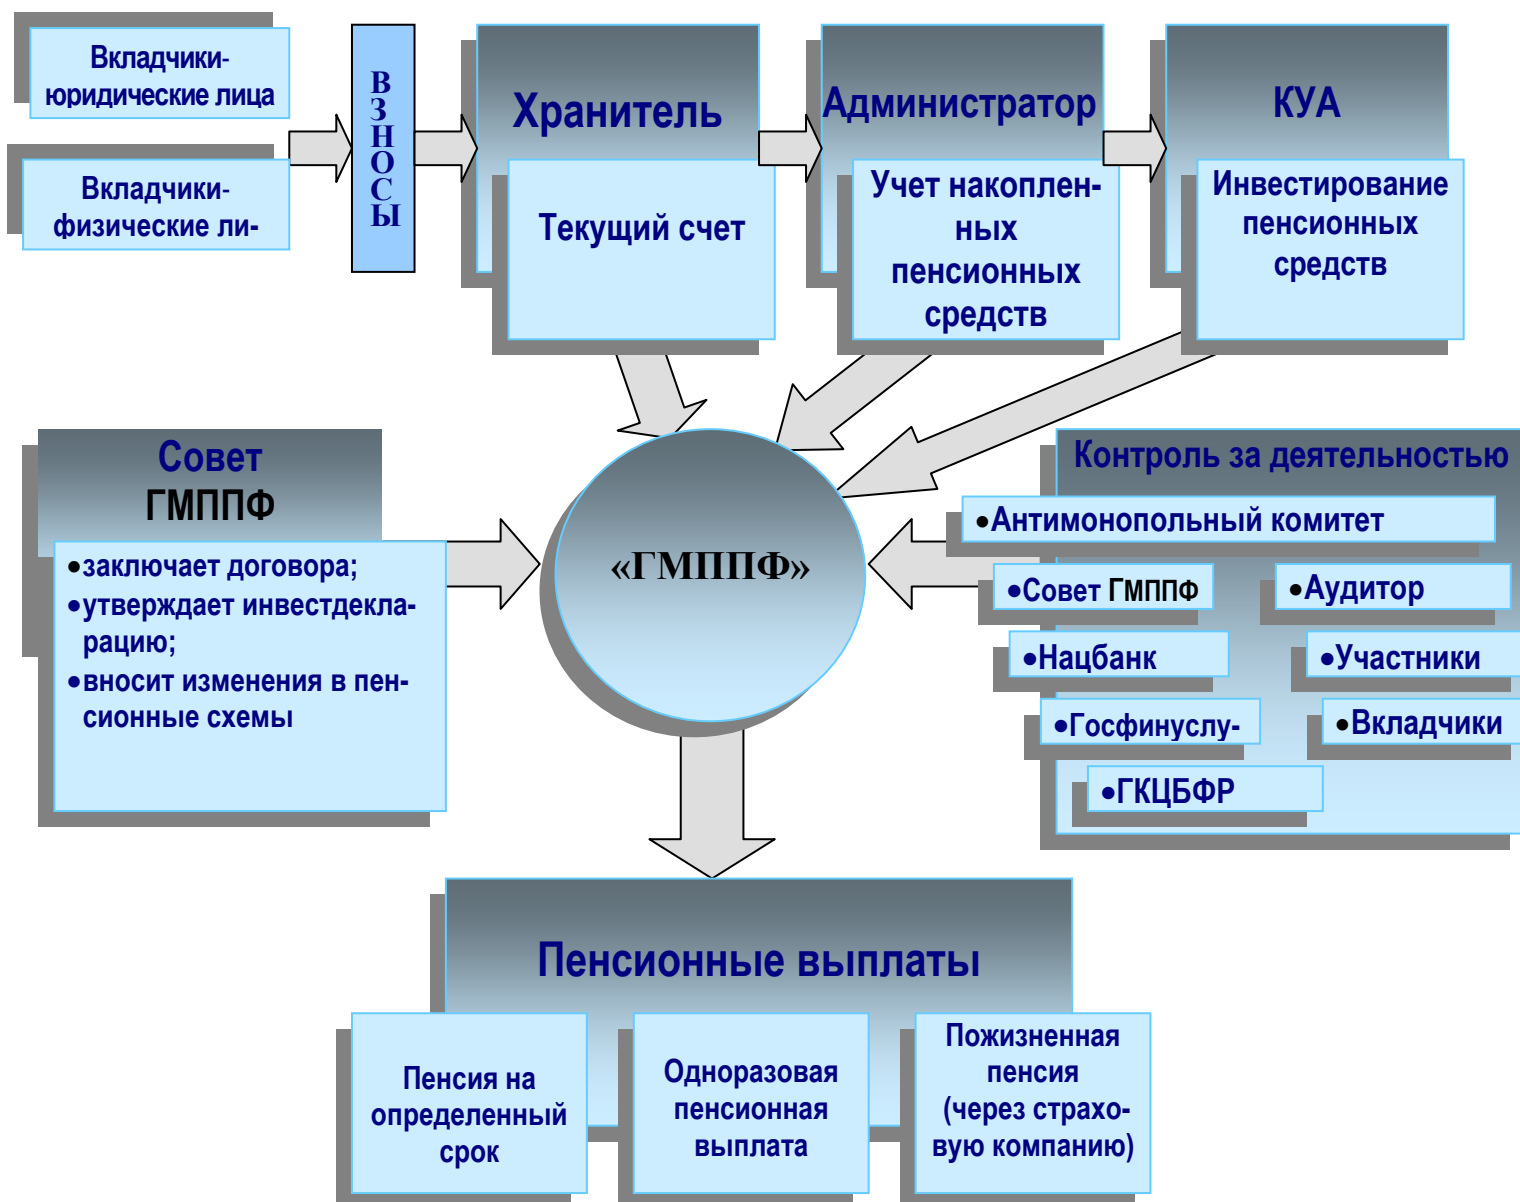 Вкладчики-
юридические лица
Вкладчики-
физические ли-
В
З
Н
О
С
Ы
Хранитель
Текущий счет
Администратор
Учет накоплен-
ных
пенсионных
средств
КУА
Инвестирование
пенсионных
средств
Совет
ГМППФ
•заключает договора;
•утверждает инвестдекла-
рацию;
•вносит изменения в пен-
сионные схемы
«ГМППФ»
Контроль за деятельностью
•Антимонопольный комитет
•Совет ГМППФ
•Аудитор
•Нацбанк
•Участники
•Госфинуслу-
•Вкладчики
•ГКЦБФР
Пенсионные выплаты
Пенсия на
определенный
срок
Одноразовая
пенсионная
выплата
Пожизненная
пенсия
(через страхо-
вую компанию)